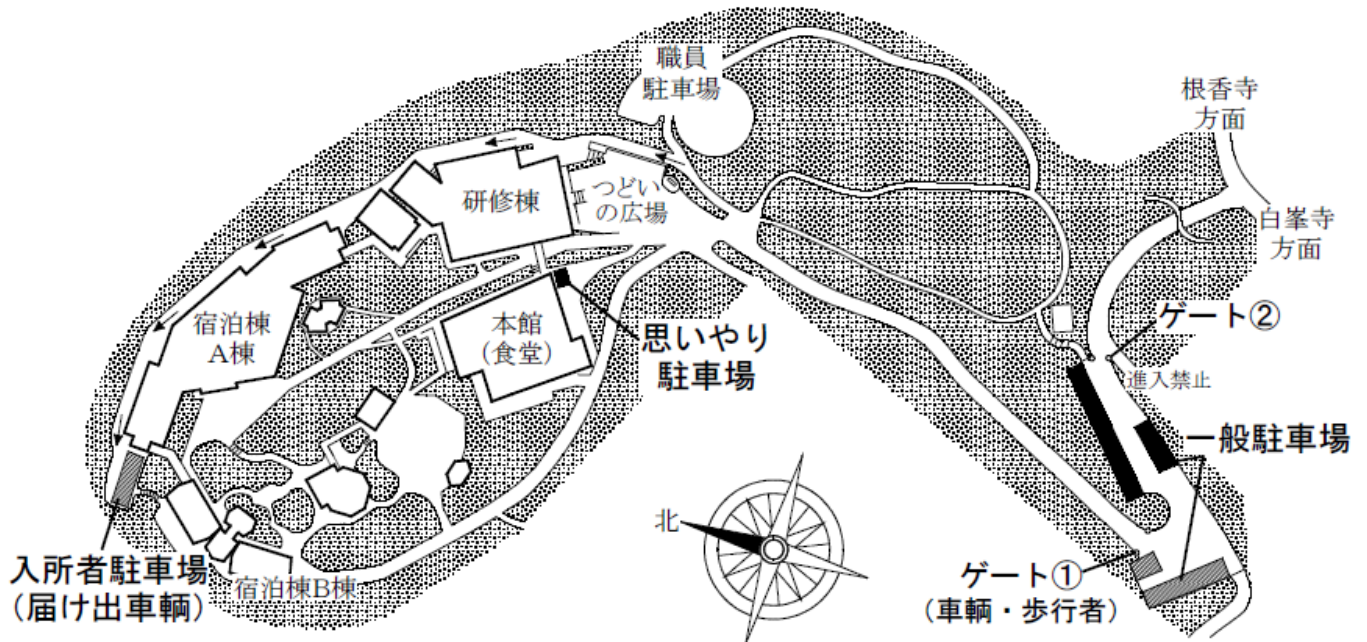 職員
駐車場
根香寺
方面
研修棟
つどい
の広場
白峯寺
方面
宿泊棟
A棟
本館
(食堂)
思いやり
駐車場
ゲート②
進入禁止
一般駐車場
北
入所者駐車場
(届け出車輌)
宿泊棟B棟
ゲート①
(車輌・歩行者)